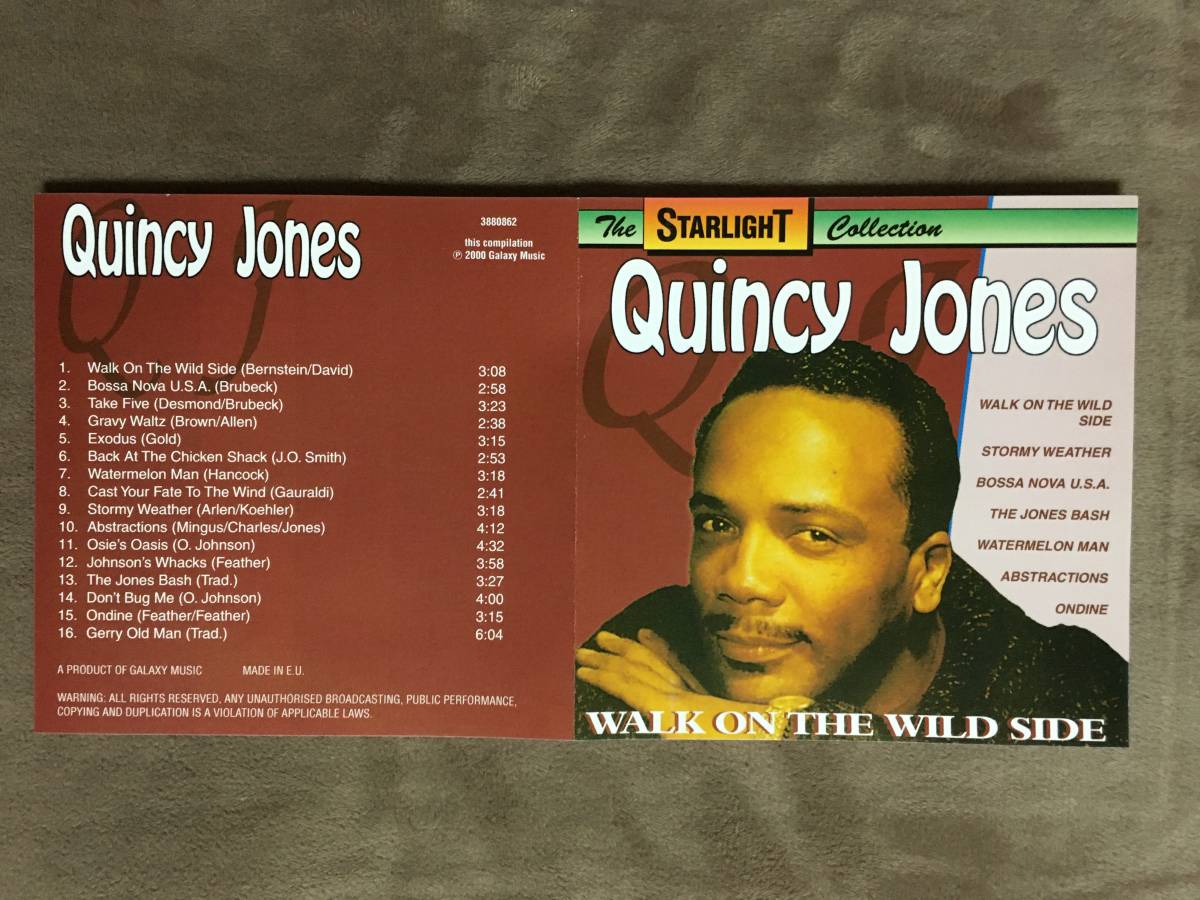 Quincy Jones
3880862
this compilation
℗ 2000 Galaxy Music
1. Walk On The Wild Side (Bernstein/David) 3:08
2. Bossa Nova U.S.A. (Brubeck) 2:58
3. Take Five (Desmond/Brubeck) 3:23
4. Gravy Waltz (Brown/Allen) 2:38
5. Exodus (Gold) 3:15
6. Back At The Chicken Shack (J.O. Smith) 2:53
7. Watermelon Man (Hancock) 3:18
8. Cast Your Fate To The Wind (Gauraldi) 2:41
9. Stormy Weather (Arlen/Koehler) 3:18
10. Abstractions (Mingus/Charles/Jones) 4:12
11. Osie's Oasis (O. Johnson) 4:32
12. Johnson's Whacks (Feather) 3:58
13. The Jones Bash (Trad.) 3:27
14. Don't Bug Me (O. Johnson) 4:00
15. Ondine (Feather/Feather) 3:15
16. Gerry Old Man (Trad.) 6:04
A PRODUCT OF GALAXY MUSIC MADE IN E.U.
WARNING: ALL RIGHTS RESERVED, ANY UNAUTHORISED BROADCASTING, PUBLIC PERFORMANCE,
COPYING AND DUPLICATION IS A VIOLATION OF APPLICABLE LAWS.
QJ
The STARLIGHT Collection
Quincy Jones
QJ
WALK ON THE WILD
SIDE
STORMY WEATHER
BOSSA NOVA U.S.A.
THE JONES BASH
WATERMELON MAN
ABSTRACTIONS
ONDINE
WALK ON THE WILD SIDE